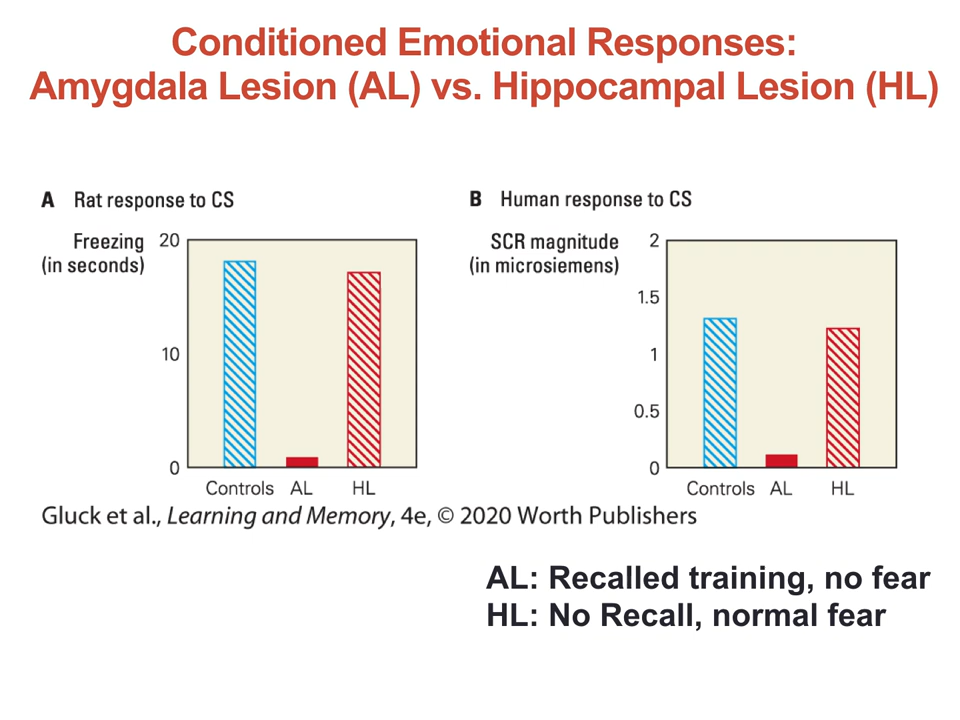 Conditioned Emotional Responses:
Amygdala Lesion (AL) vs. Hippocampal Lesion (HL)
A Rat response to CS
Freezing
(in seconds)
20
10
0
Controls AL HL
B Human response to CS
SCR magnitude
(in microsiemens)
2
1.5
1
0.5
0
Controls AL HL
Gluck et al., Learning and Memory, 4e, © 2020 Worth Publishers
AL: Recalled training, no fear
HL: No Recall, normal fear